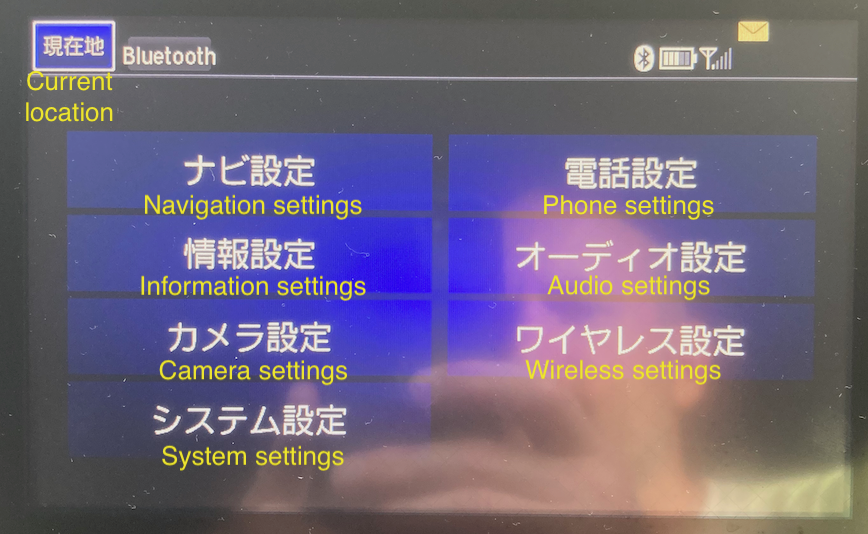 現在地
Bluetooth
Current
location
ナビ設定
Navigation settings
電話設定
Phone settings
情報設定
Information settings
オーディオ設定
Audio settings
カメラ設定
Camera settings
ワイヤレス設定
Wireless settings
システム設定
System settings